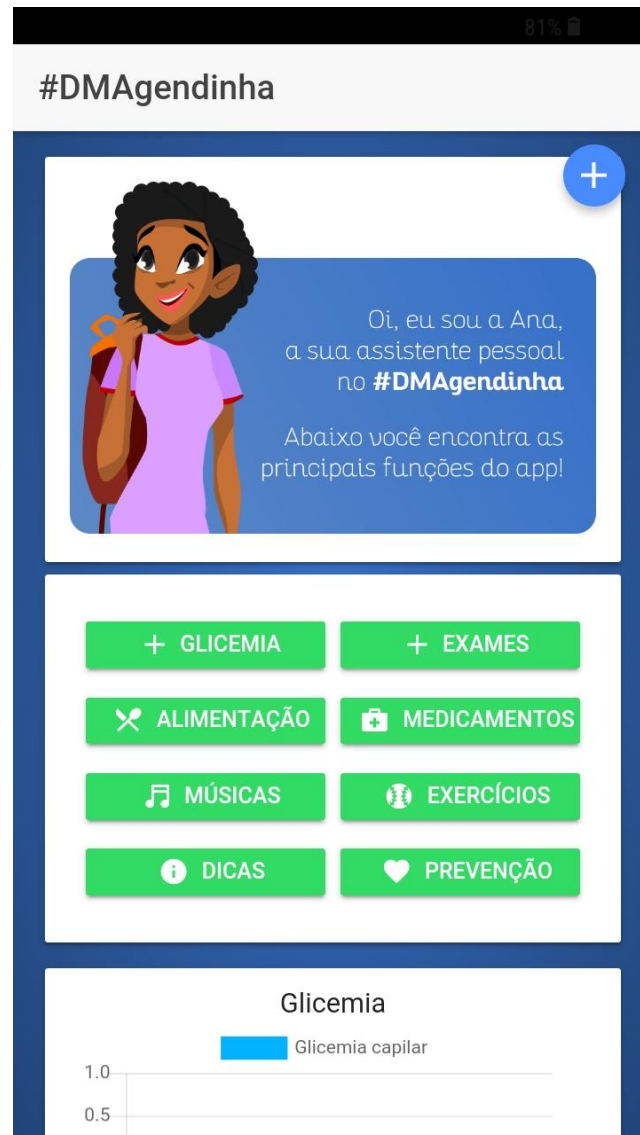 81%
#DMAgendinha
Oi, eu sou a Ana,
a sua assistente pessoal
no #DMAgendinha
Abaixo você encontra as
principais funções do app!
GLICEMIA
EXAMES
ALIMENTAÇÃO
MEDICAMENTOS
MÚSICAS
EXERCÍCIOS
DICAS
PREVENÇÃO
Glicemia
Glicemia capilar
1.0
0.5